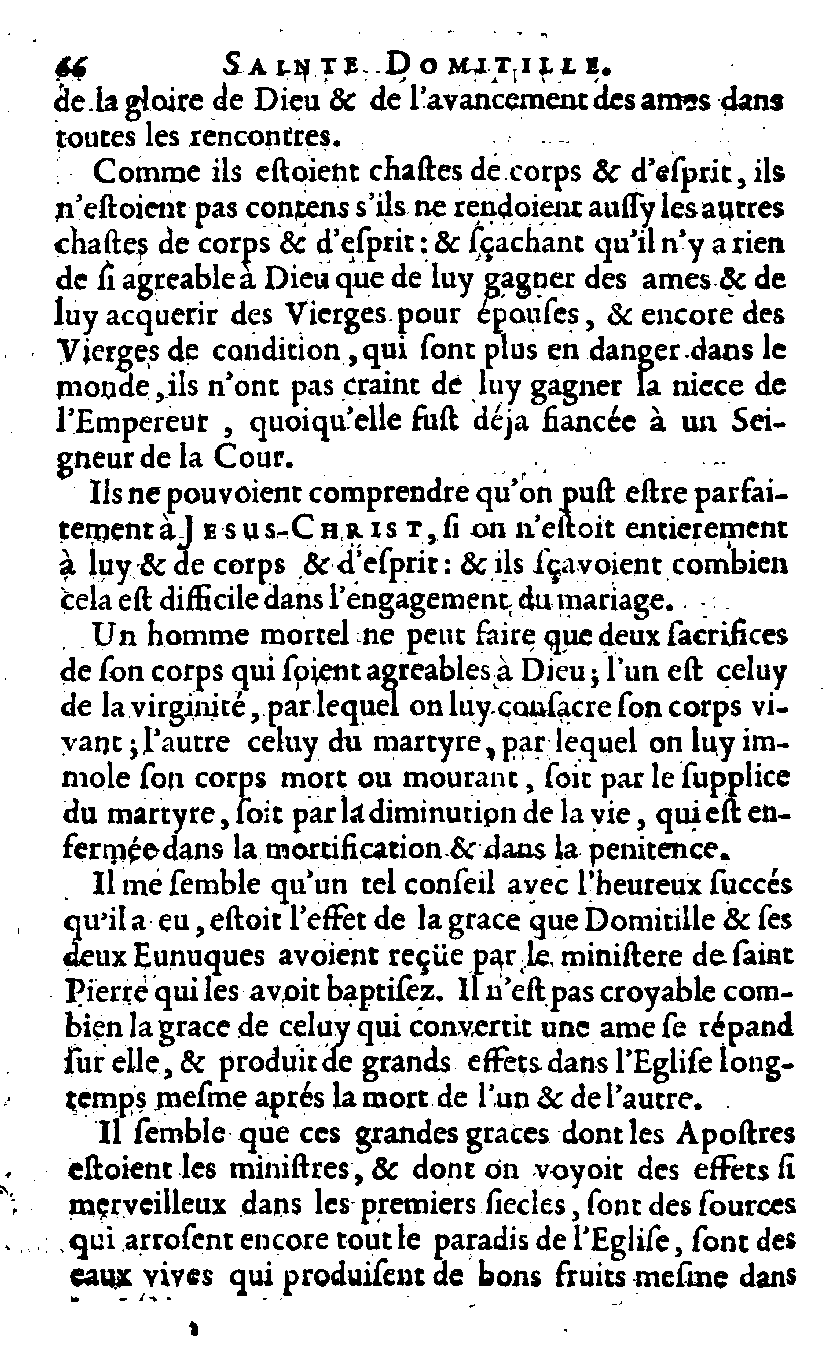 66 SAINTE DOMITILLE.
de la gloire de Dieu & de l'avancement des ames dans
toutes les rencontres.
Comme ils eſtoient chaſtes de corps & d'eſprit, ils
n'eſtoient pas contens s'ils ne rendoient auſſy les autres
chaſtes de corps & d'eſprit : & ſçachant qu'il n'y a rien
de ſi agreable à Dieu que de luy gagner des ames & de
luy acquerir des Vierges pour épouſes, & encore des
Vierges de condition, qui ſont plus en danger dans le
monde, ils n'ont pas craint de luy gagner la niece de
l'Empereur , quoiqu'elle fuſt déja fiancée à un Sei-
gneur de la Cour.
Ils ne pouvoient comprendre qu'on puſt eſtre parfai-
tement à JESUS-CHRIST, ſi on n'eſtoit entierement
à luy & de corps & d'eſprit : & ils ſçavoient combien
cela eſt difficile dans l'engagement du mariage.
Un homme mortel ne peut faire que deux ſacrifices
de ſon corps qui ſoient agreables à Dieu ; l'un eſt celuy
de la virginité, par lequel on luy conſacre ſon corps vi-
vant ; l'autre celuy du martyre, par lequel on luy im-
mole ſon corps mort ou mourant, ſoit par le ſupplice
du martyre, ſoit par la diminution de la vie, qui eſt en-
fermée dans la mortification & dans la penitence.
Il me ſemble qu'un tel conſeil avec l'heureux ſuccés
qu'il a eu, eſtoit l'effet de la grace que Domitille & ſes
deux Eunuques avoient reçüe par le miniſtere de ſaint
Pierre qui les avoit baptiſez. Il n'eſt pas croyable com-
bien la grace de celuy qui convertit une ame ſe répand
ſur elle, & produit de grands effets dans l'Egliſe long-
temps meſme aprés la mort de l'un & de l'autre.
Il ſemble que ces grandes graces dont les Apoſtres
eſtoient les miniſtres, & dont on voyoit des effets ſi
merveilleux dans les premiers ſiecles, ſont des ſources
qui arroſent encore tout le paradis de l'Egliſe, ſont des
eaux vives qui produiſent de bons fruits meſme dans